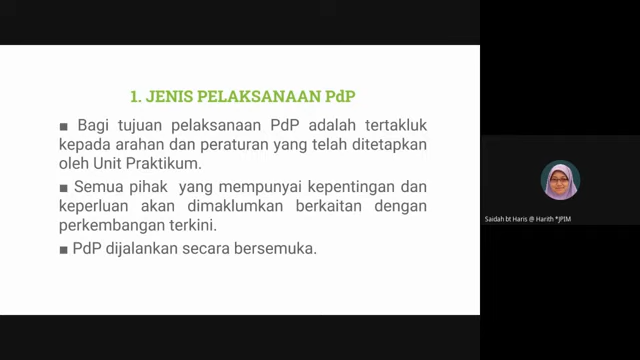 1. JENIS PELAKSANAAN PdP
■ Bagi tujuan pelaksanaan PdP adalah tertakluk
kepada arahan dan peraturan yang telah ditetapkan
oleh Unit Praktikum.
■ Semua pihak yang mempunyai kepentingan dan
keperluan akan dimaklumkan berkaitan dengan
perkembangan terkini.
■ PdP dijalankan secara bersemuka.
Saidah bt Haris @ Harith *JPIM